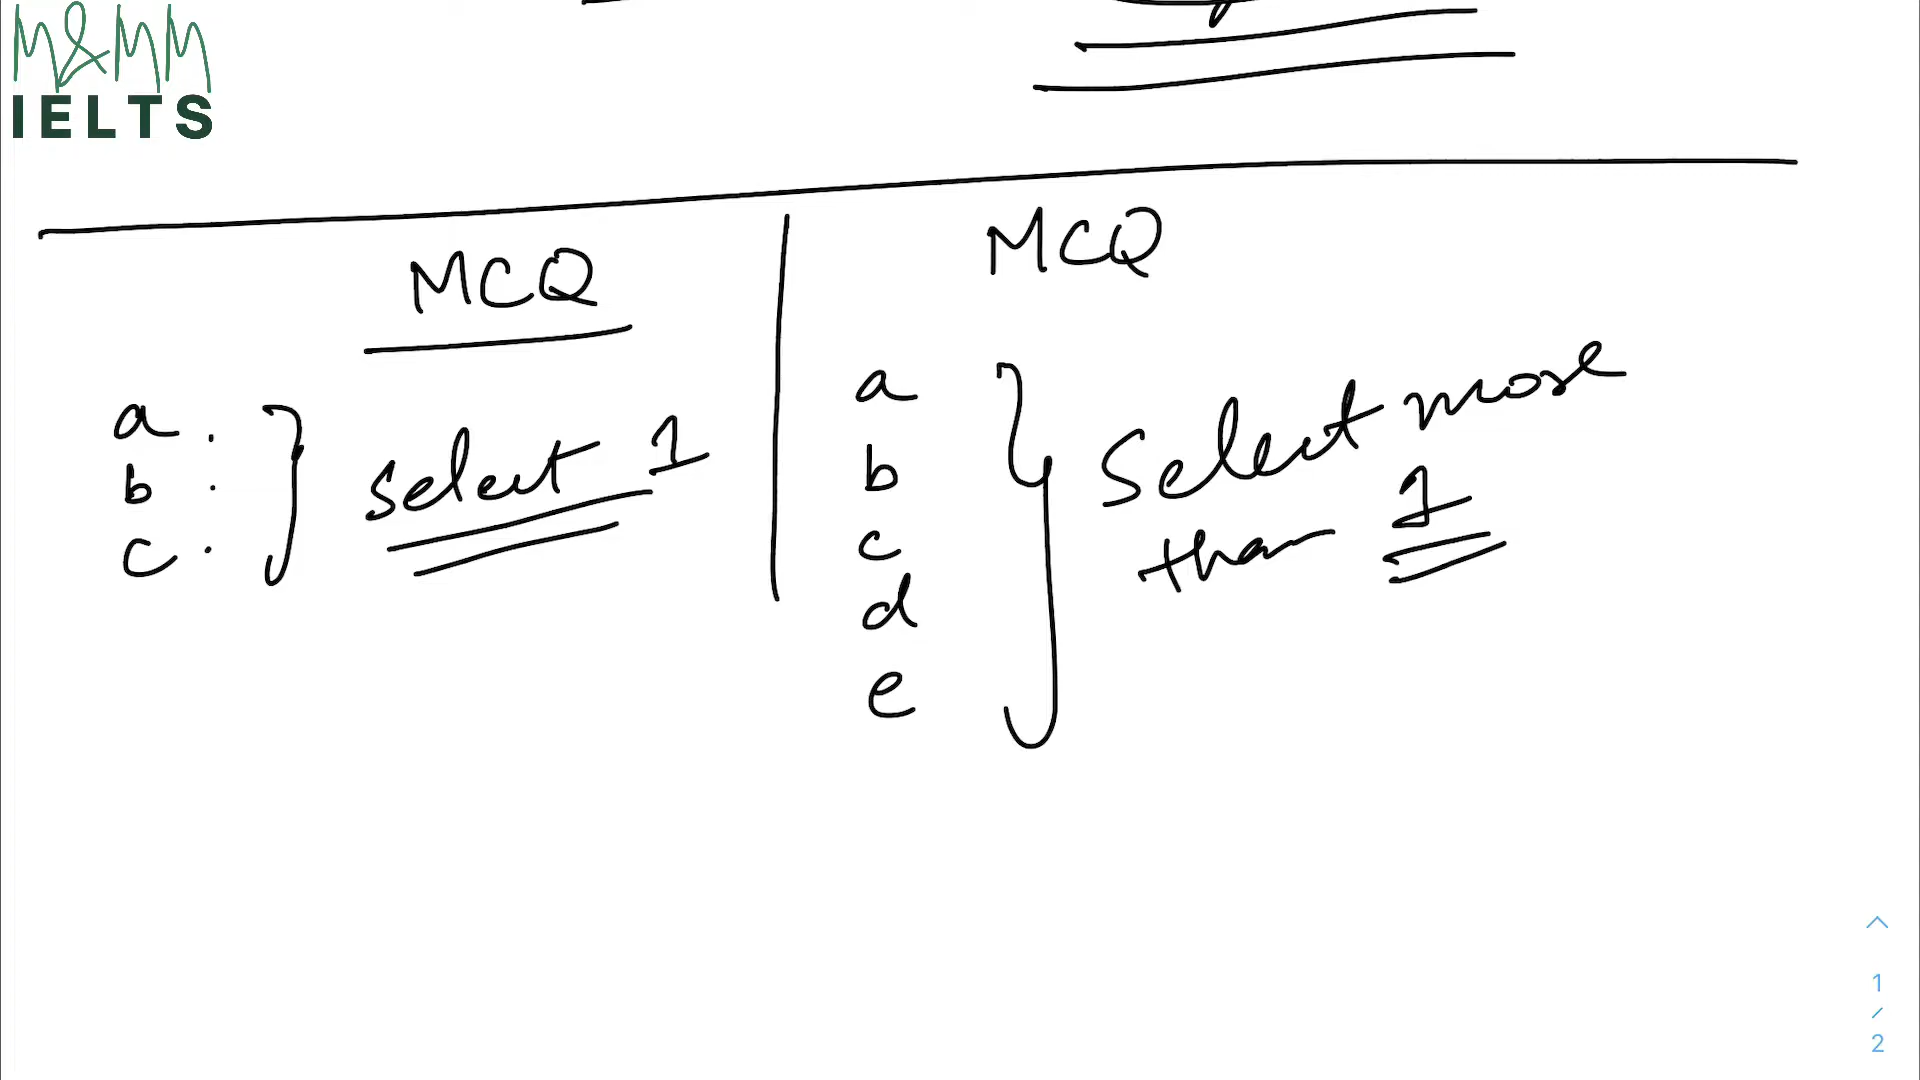 M&MM
IELTS
MCQ
a.
b.
c.
select 1
MCQ
a
b
c
d
e
Select more
than 1
1
/
2